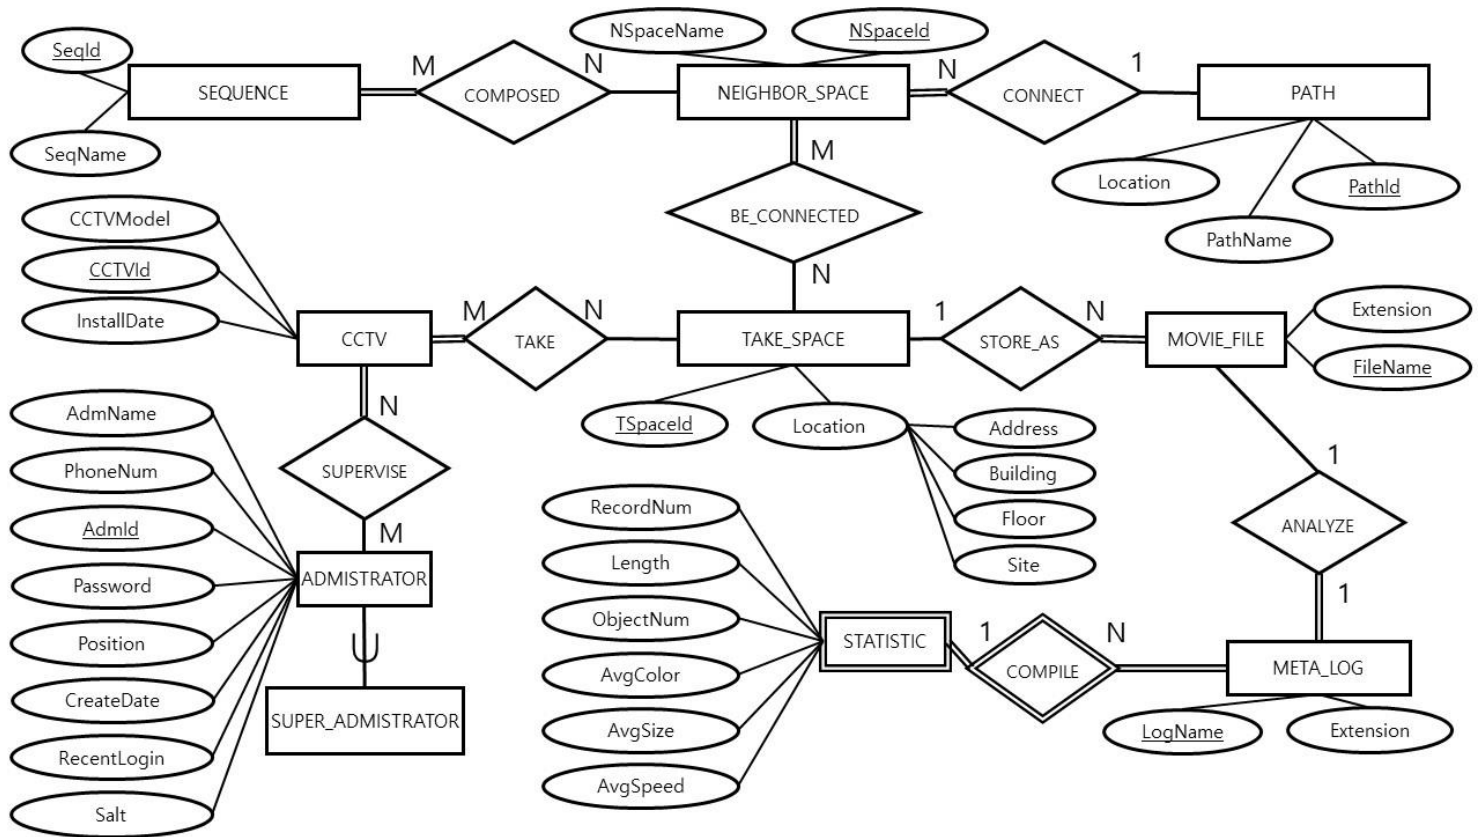 NSpaceName
NSpaceId
SeqId
M
N
N
1
SEQUENCE
COMPOSED
NEIGHBOR_SPACE
CONNECT
PATH
SeqName
M
Location
PathId
CCTVModel
BE_CONNECTED
PathName
CCTVId
N
InstallDate
M
N
1
N
Extension
CCTV
TAKE
TAKE_SPACE
STORE_AS
MOVIE_FILE
FileName
AdmName
N
TSpaceId
Location
Address
PhoneNum
SUPERVISE
Building
1
RecordNum
Floor
AdmId
M
ANALYZE
Length
Site
Password
ADMISTRATOR
1
ObjectNum
1
N
Position
STATISTIC
COMPILE
META_LOG
AvgColor
CreateDate
SUPER_ADMISTRATOR
AvgSize
LogName
Extension
RecentLogin
AvgSpeed
Salt